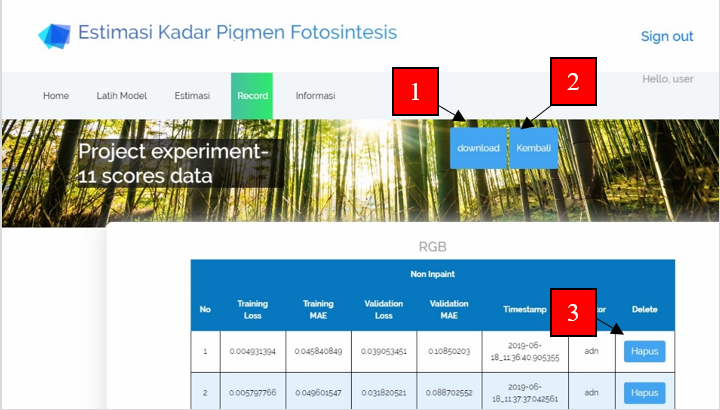 Estimasi Kadar Pigmen Fotosintesis
Sign out
Hello, user
Home Latih Model Estimasi Record Informasi
1
2
download Kembali
Project experiment-
11 scores data
RGB
Non Inpaint
3
No Training Loss Training MAE Validation Loss Validation MAE Timestamp Delete
1 0.004931394 0.045840849 0.039053451 0.10850203 2019-06-18_11:36:40.905355 adn Hapus
2 0.005797766 0.049601547 0.031820521 0.088702552 2019-06-18_11:37:37.042561 adn Hapus